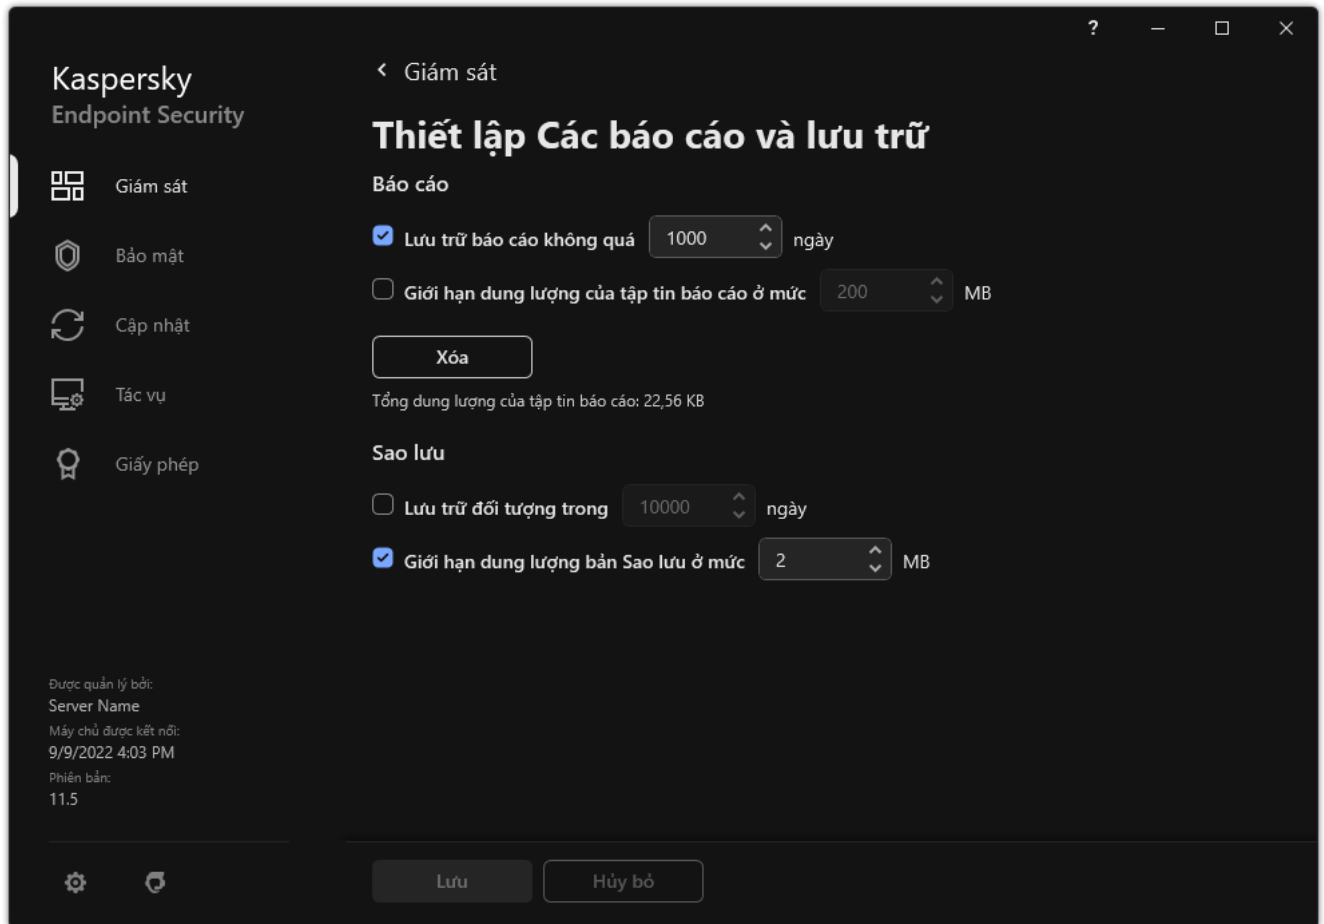 ?
Kaspersky
Endpoint Security
Giám sát
Bảo mật
Cập nhật
Tác vụ
Giấy phép
Được quản lý bởi:
Server Name
Máy chủ được kết nối:
9/9/2022 4:03 PM
Phiên bản:
11.5
Giám sát
Thiết lập Các báo cáo và lưu trữ
Báo cáo
Lưu trữ báo cáo không quá 1000 ngày
Giới hạn dung lượng của tập tin báo cáo ở mức 200 MB
Xóa
Tổng dung lượng của tập tin báo cáo: 22,56 KB
Sao lưu
Lưu trữ đối tượng trong 10000 ngày
Giới hạn dung lượng bản Sao lưu ở mức 2 MB
Lưu Hủy bỏ